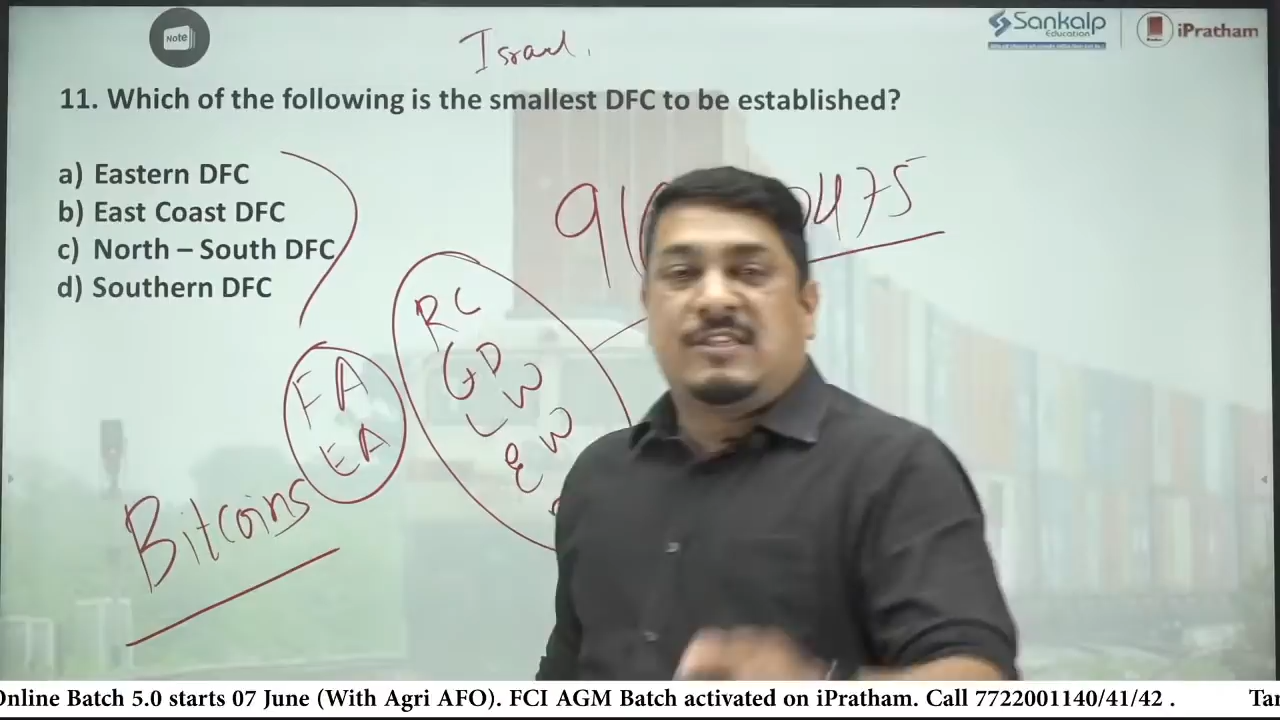 Note
Sankalp
Education
iPratham
Israel.
11. Which of the following is the smallest DFC to be established?
a) Eastern DFC
b) East Coast DFC
c) North – South DFC
d) Southern DFC
475
RC
GD
LW
EW
FA
EA
Bitcoins
Online Batch 5.0 starts 07 June (With Agri AFO). FCI AGM Batch activated on iPratham. Call 7722001140/41/42 .